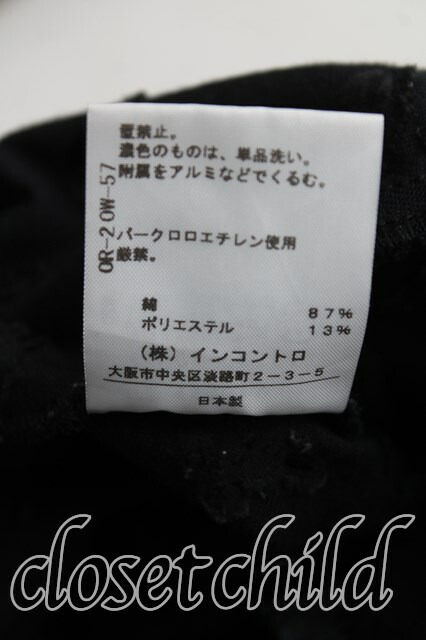 置禁止。
濃色のものは、単品洗い。
附属をアルミなどでくるむ。
パークロロエチレン使用
厳禁。
綿 87%
ポリエステル 13%
(株)インコントロ
大阪市中央区淡路町2-3-5
日本製
OR-20W-57
closet child